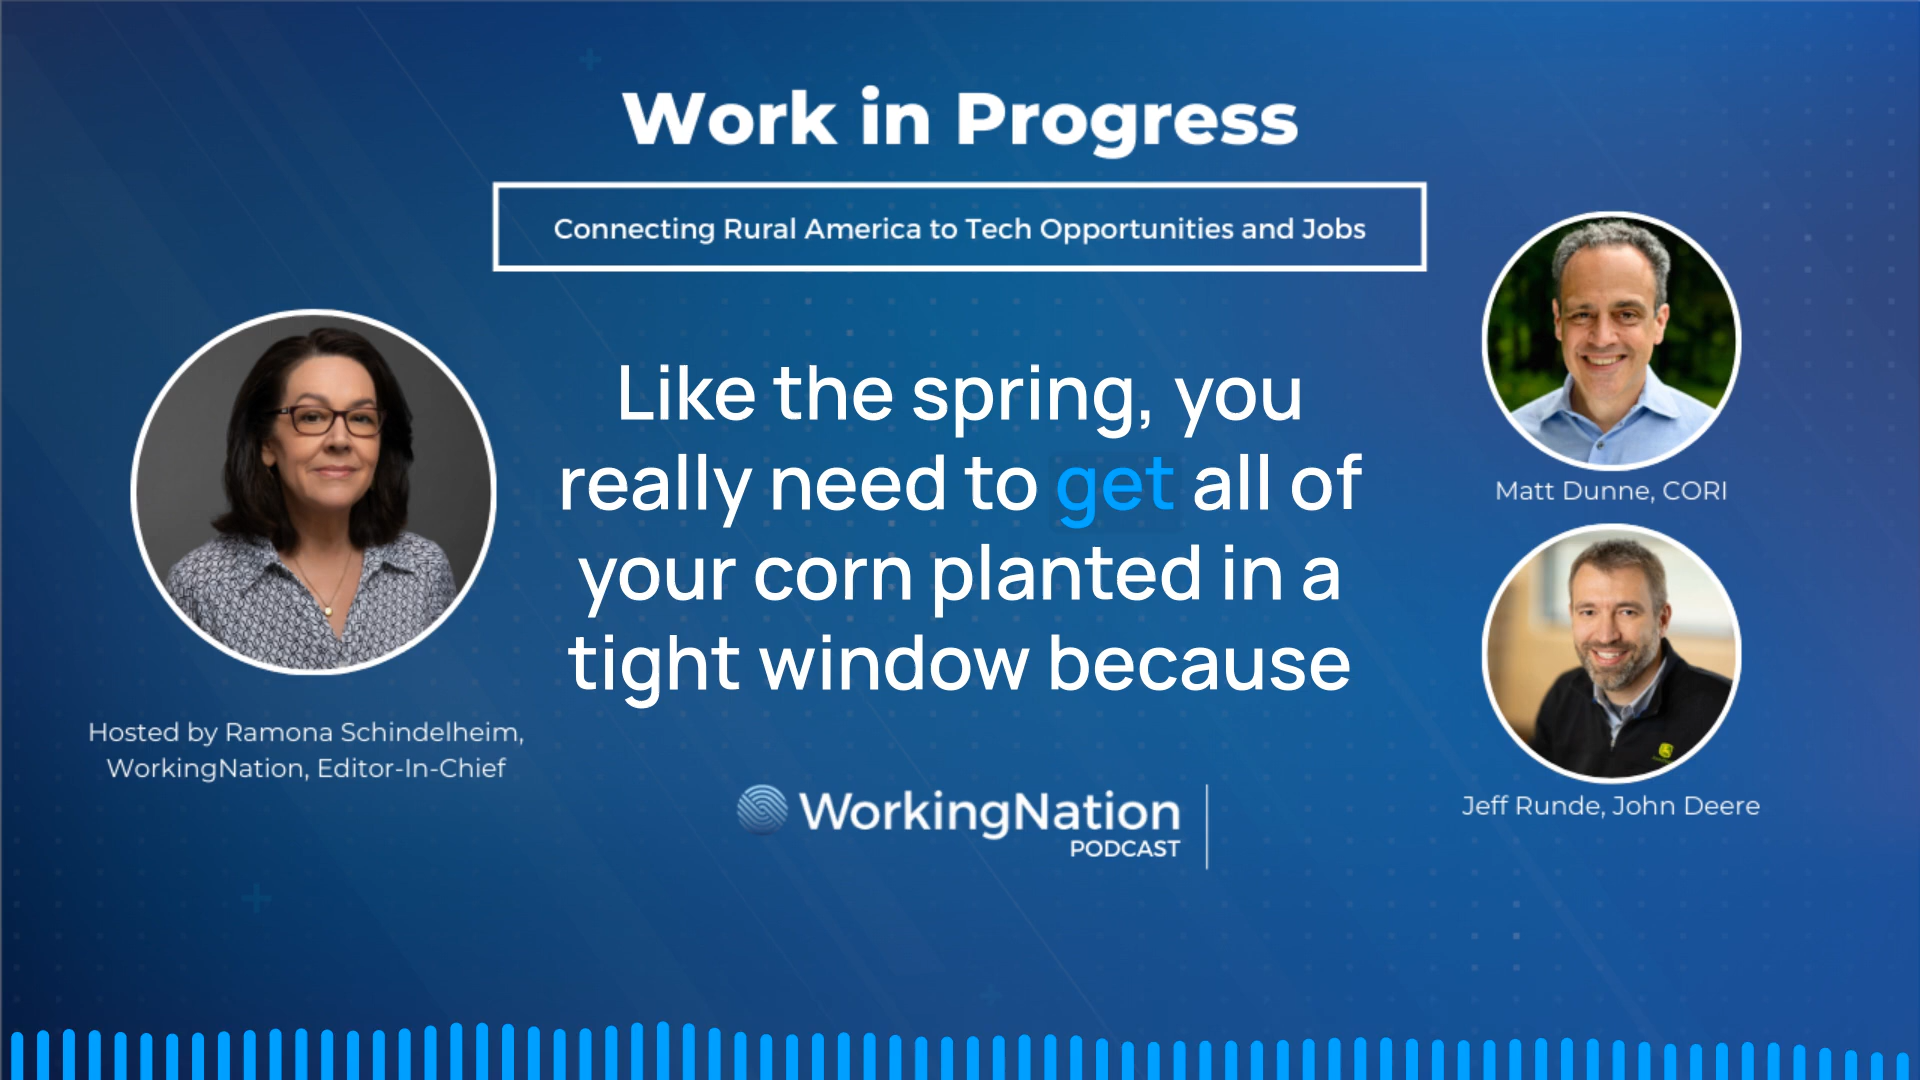 Work in Progress
Connecting Rural America to Tech Opportunities and Jobs
Like the spring, you
really need to get all of
your corn planted in a
tight window because
Hosted by Ramona Schindelheim,
WorkingNation, Editor-In-Chief
Matt Dunne, CORI
Jeff Runde, John Deere
WorkingNation
PODCAST